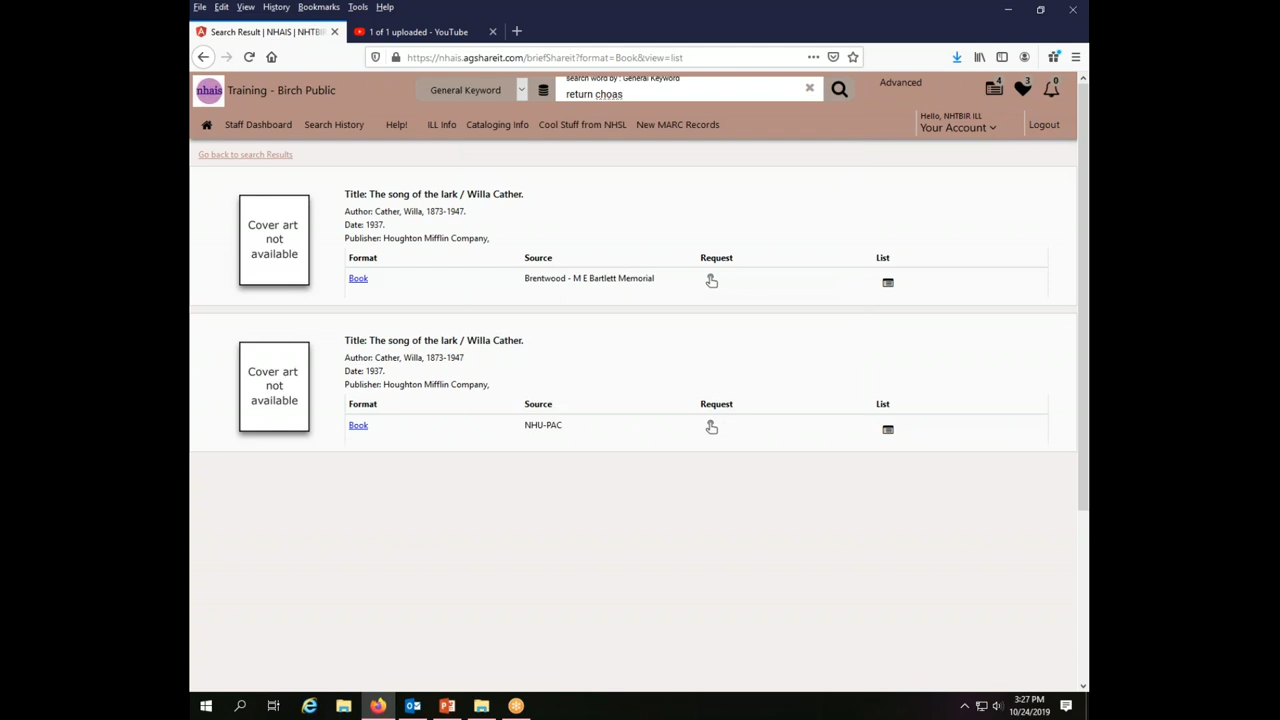 File Edit View History Bookmarks Tools Help
Search Result | NHAIS | NHTBIR
1 of 1 uploaded - YouTube
https://nhais.agshareit.com/briefShareit?format=Book&view=list
nhais
Training - Birch Public
General Keyword
search word by : General Keyword
return choas
Advanced
4
3
0
Staff Dashboard Search History Help! ILL Info Cataloging Info Cool Stuff from NHSL New MARC Records
Hello, NHTBIR ILL
Your Account
Logout
Go back to search Results
Cover art
not
available
Title: The song of the lark / Willa Cather.
Author: Cather, Willa, 1873-1947.
Date: 1937.
Publisher: Houghton Mifflin Company,
Format Source Request List
Book Brentwood - M E Bartlett Memorial
Cover art
not
available
Title: The song of the lark / Willa Cather.
Author: Cather, Willa, 1873-1947
Date: 1937.
Publisher: Houghton Mifflin Company,
Format Source Request List
Book NHU-PAC
3:27 PM
10/24/2019